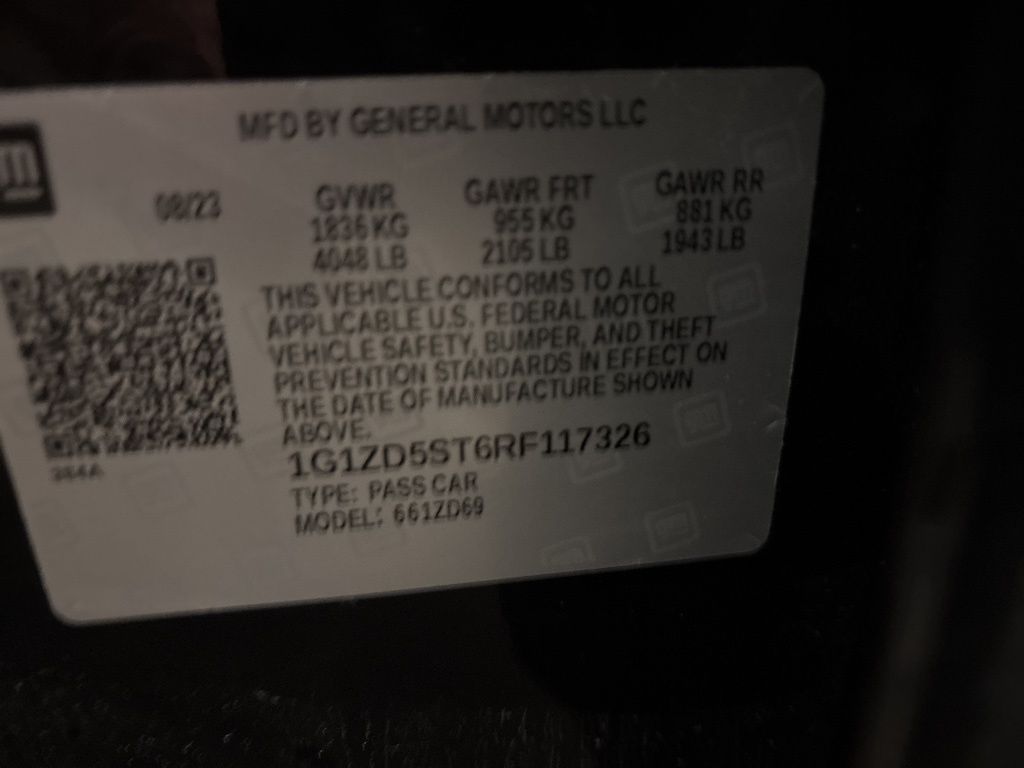 MFD BY GENERAL MOTORS LLC
08/23
GVWR
1836 KG
4048 LB
GAWR FRT
955 KG
2105 LB
GAWR RR
881 KG
1943 LB
THIS VEHICLE CONFORMS TO ALL
APPLICABLE U.S. FEDERAL MOTOR
VEHICLE SAFETY, BUMPER, AND THEFT
PREVENTION STANDARDS IN EFFECT ON
THE DATE OF MANUFACTURE SHOWN
ABOVE.
1G1ZD5ST6RF117326
TYPE: PASS CAR
MODEL: 661ZD69